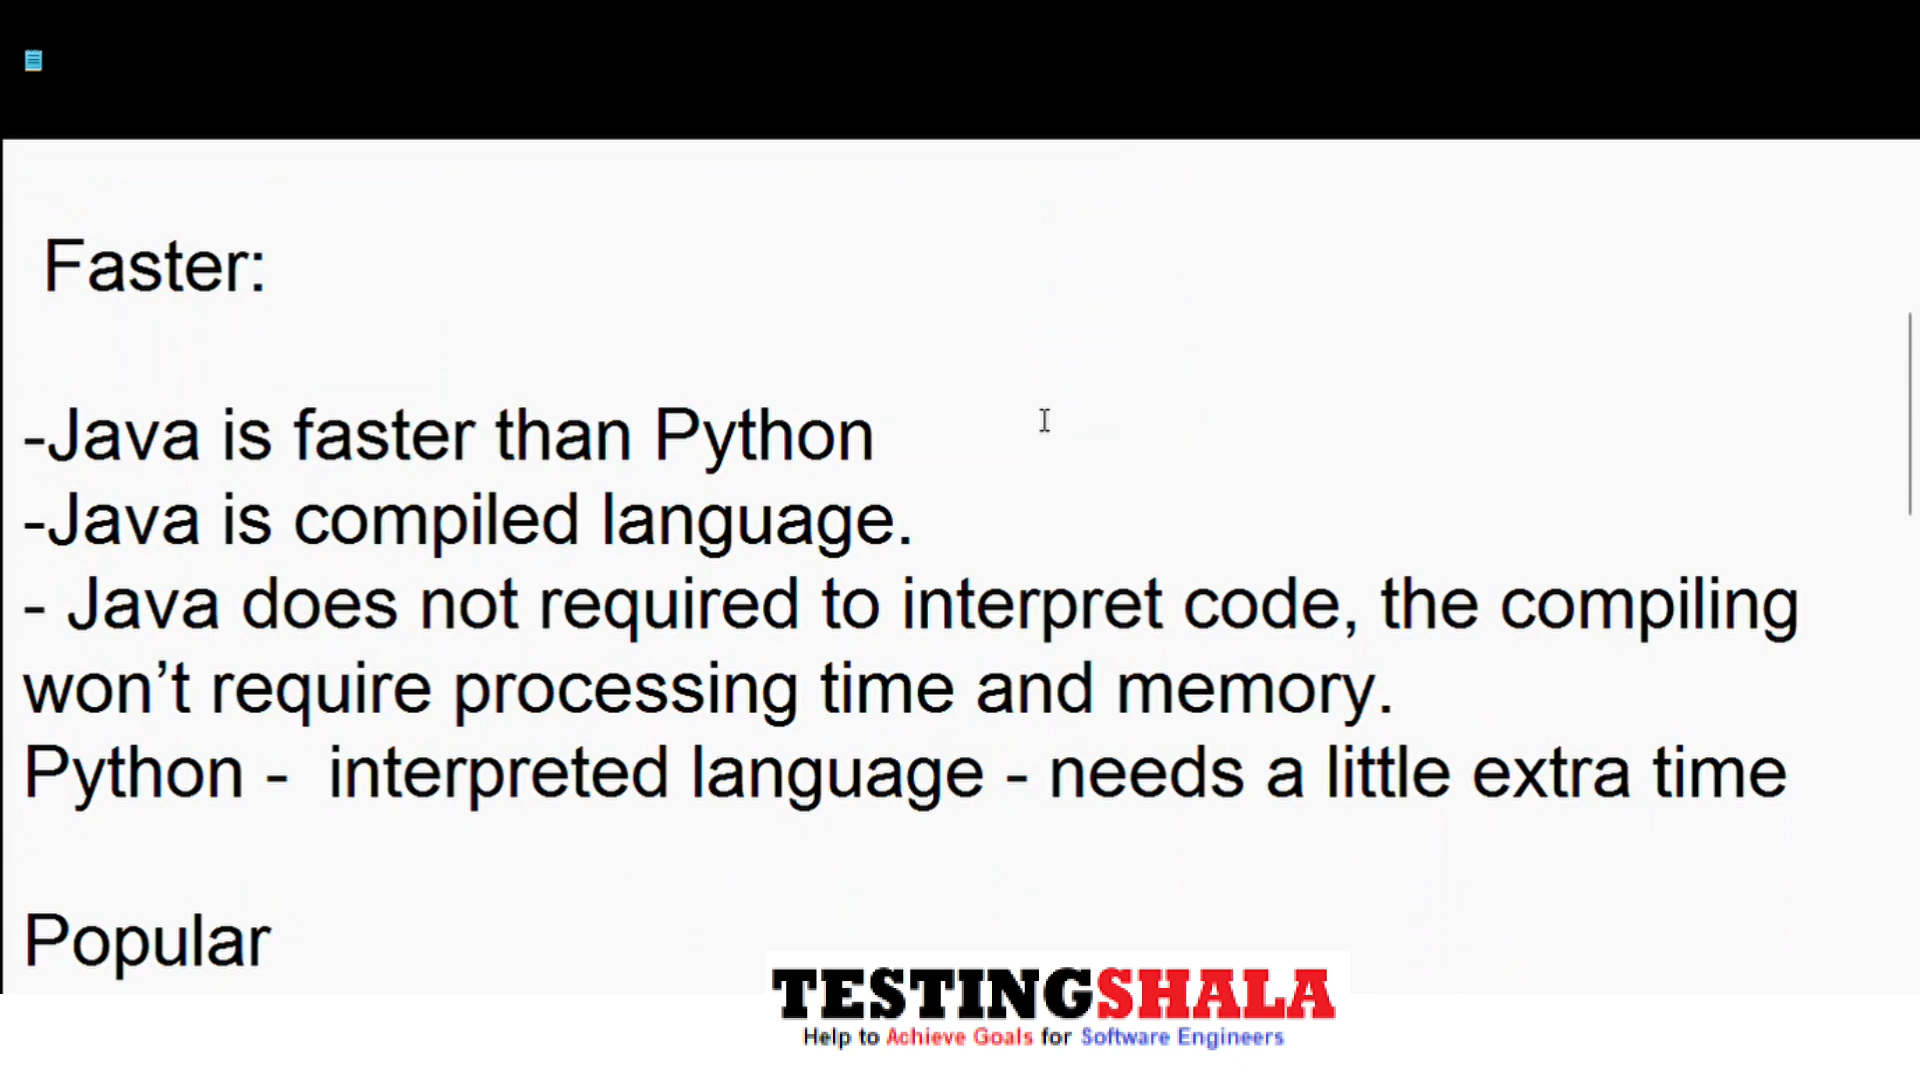 Faster:
-Java is faster than Python
-Java is compiled language.
- Java does not required to interpret code, the compiling
won’t require processing time and memory.
Python -  interpreted language - needs a little extra time
Popular
TESTINGSHALA
Help to Achieve Goals for Software Engineers